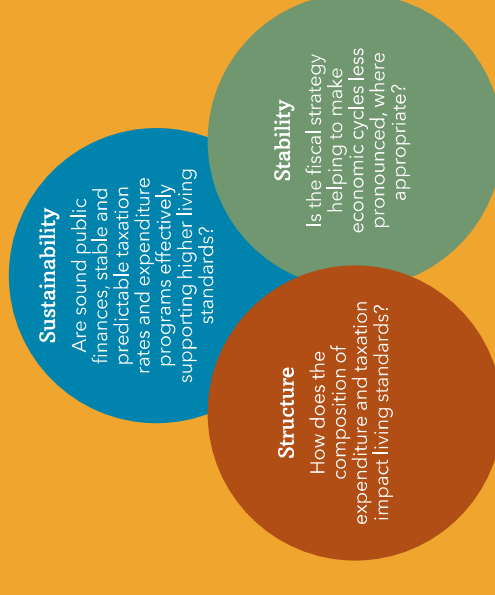 Sustainability
Are sound public
finances, stable and
predictable taxation
rates and expenditure
programs effectively
supporting higher living
standards?
Structure
How does the
composition of
expenditure and taxation
impact living standards?
Stability
Is the fiscal strategy
helping to make
economic cycles less
pronounced, where
appropriate?